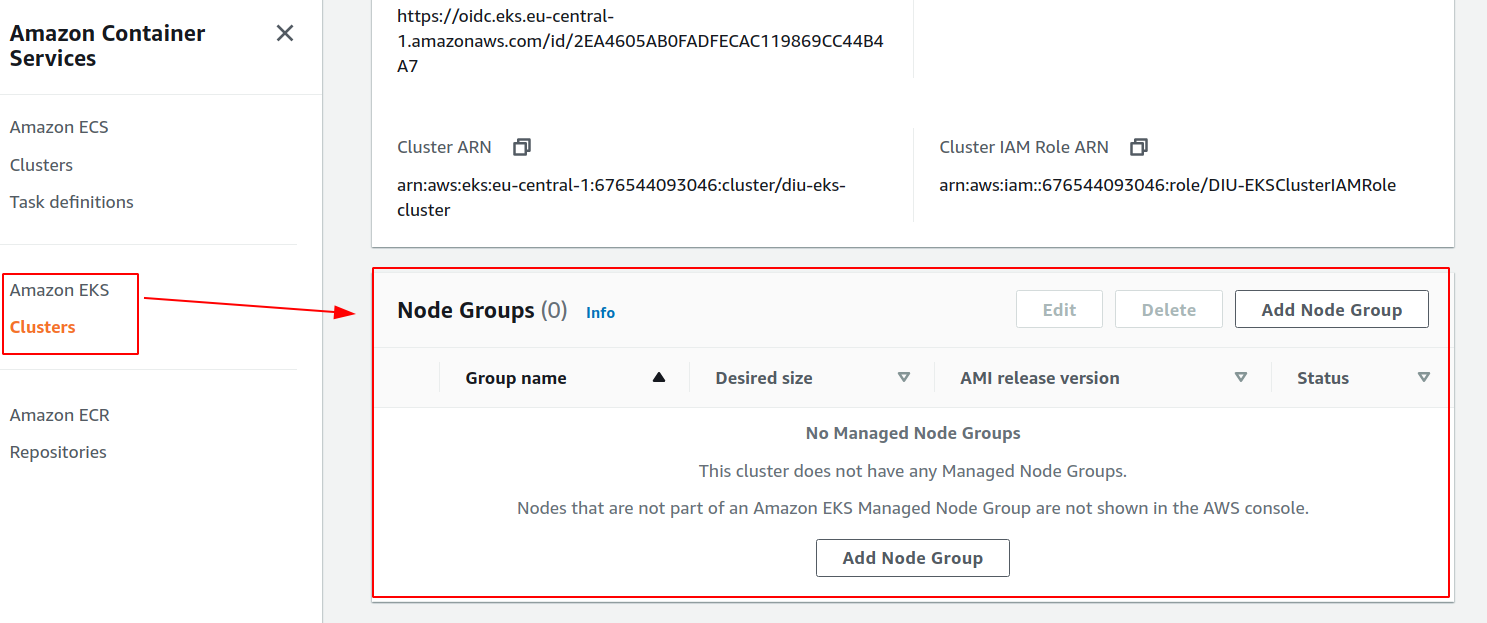 Amazon Container
Services
Amazon ECS
Clusters
Task definitions
Amazon EKS
Clusters
Amazon ECR
Repositories
https://oidc.eks.eu-central-
1.amazonaws.com/id/2EA4605AB0FADFECAC119869CC44B4
A7
Cluster ARN
arn:aws:eks:eu-central-1:676544093046:cluster/diu-eks-
cluster
Cluster IAM Role ARN
arn:aws:iam::676544093046:role/DIU-EKSClusterIAMRole
Node Groups (0) Info
Edit Delete Add Node Group
Group name Desired size AMI release version Status
No Managed Node Groups
This cluster does not have any Managed Node Groups.
Nodes that are not part of an Amazon EKS Managed Node Group are not shown in the AWS console.
Add Node Group